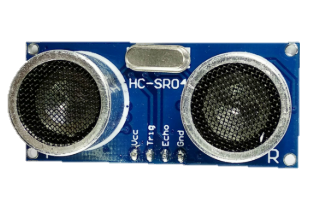 HC-SR04
Vcc
Trig
Echo
Gnd
R